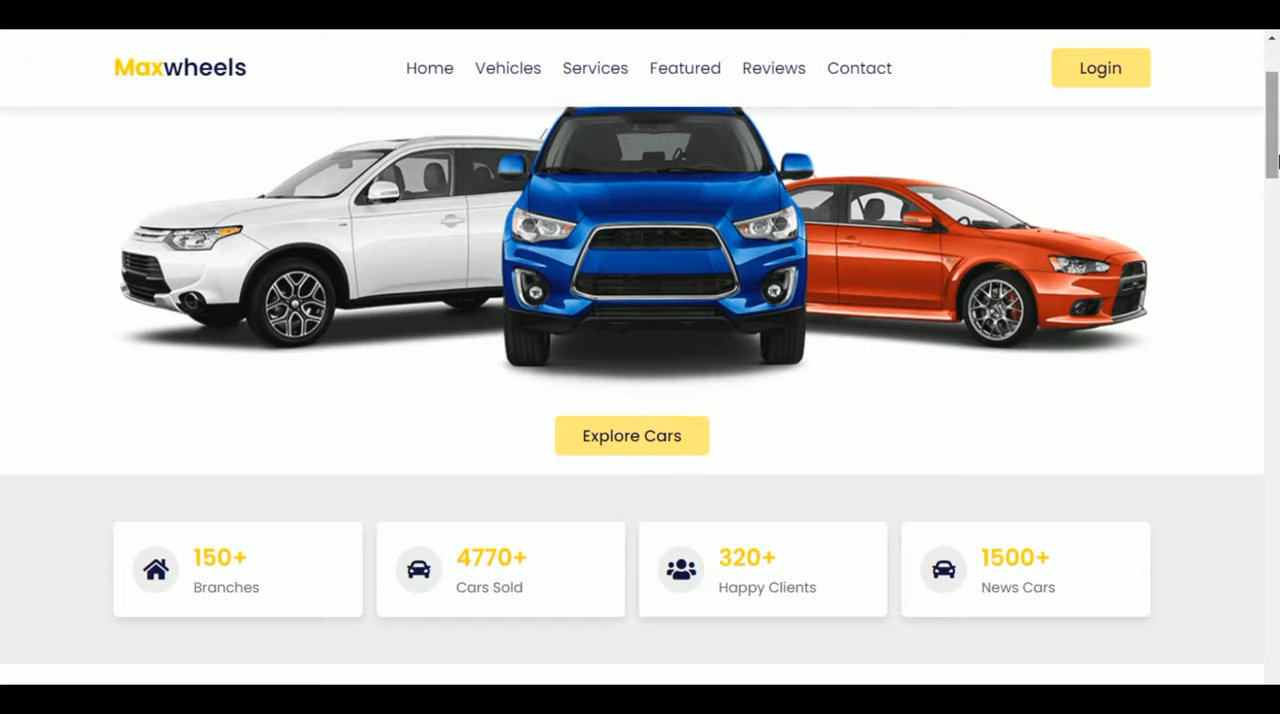 Maxwheels
Home Vehicles Services Featured Reviews Contact
Login
Explore Cars
150+
Branches
4770+
Cars Sold
320+
Happy Clients
1500+
News Cars